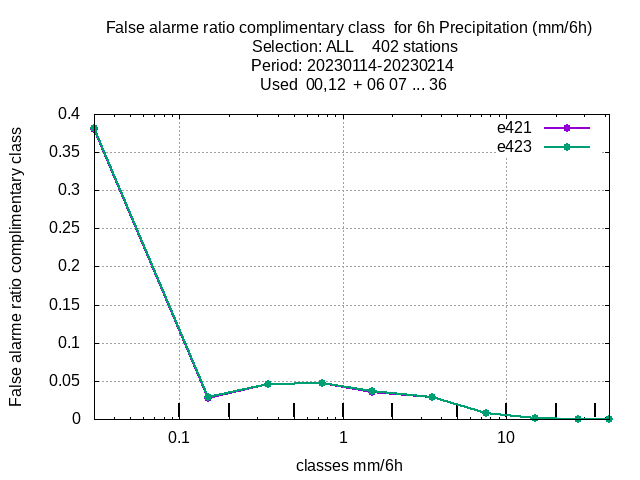 False alarme ratio complimentary class  for 6h Precipitation (mm/6h)
Selection: ALL    402 stations
Period: 20230114-20230214
Used  00,12  + 06 07 ... 36
e421
e423
False alarme ratio complimentary class
0.4
0.35
0.3
0.25
0.2
0.15
0.1
0.05
0
0.1 1 10
classes mm/6h